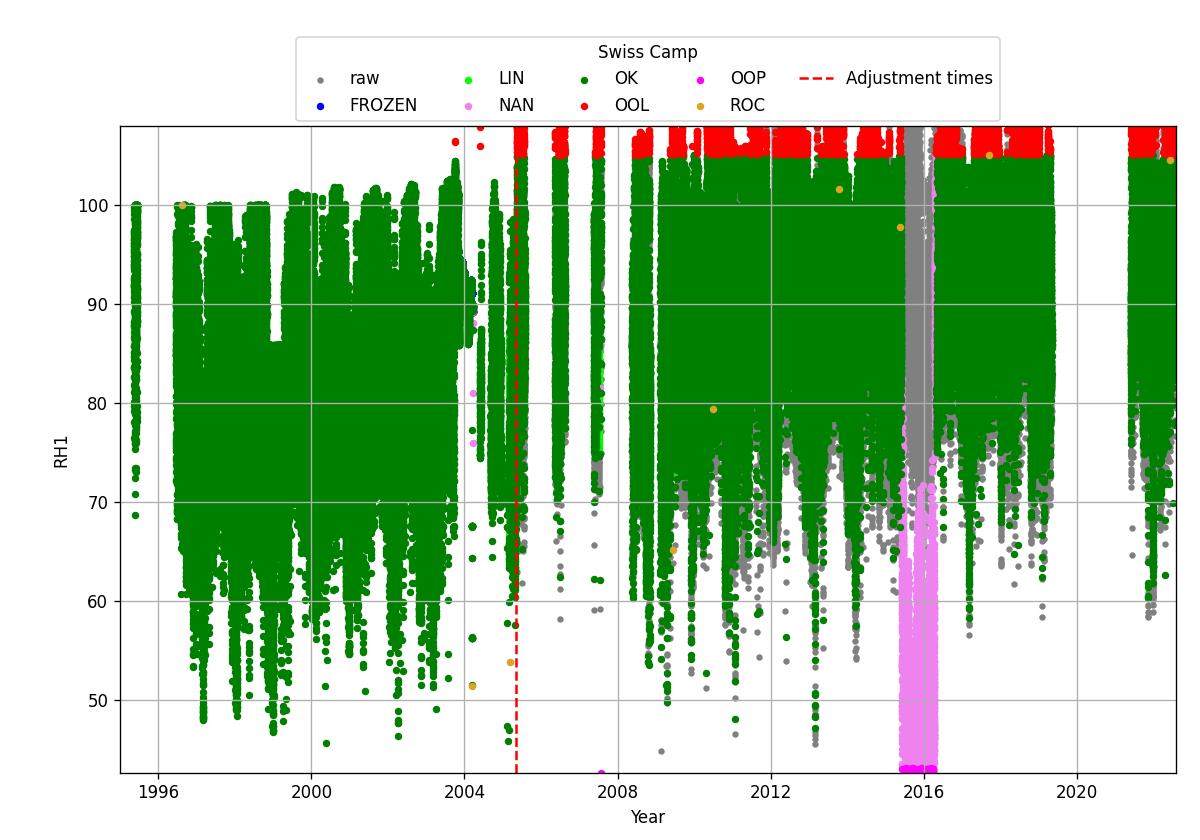 Swiss Camp
raw LIN OK OOP Adjustment times
FROZEN NAN OOL ROC
100
90
80
70
60
50
RH1
1996 2000 2004 2008 2012 2016 2020
Year